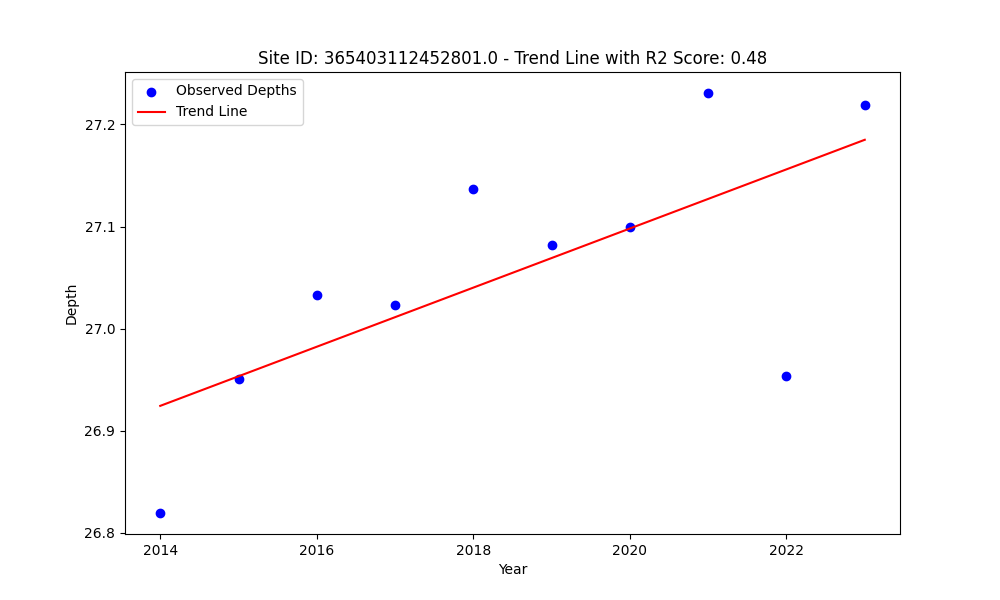 Site ID: 365403112452801.0 - Trend Line with R2 Score: 0.48
Observed Depths
Trend Line
27.2
27.1
27.0
26.9
26.8
Depth
2014
2016
2018
2020
2022
Year